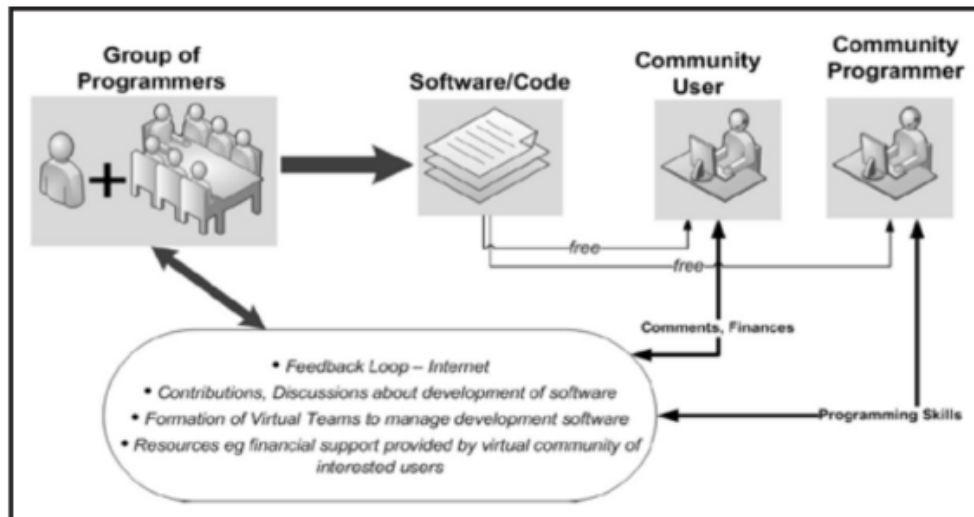 Group of
Programmers
Software/Code
Community
User
Community
Programmer
free
free
Comments, Finances
• Feedback Loop – Internet
• Contributions, Discussions about development of software
• Formation of Virtual Teams to manage development software
• Resources eg financial support provided by virtual community of
interested users
Programming Skills